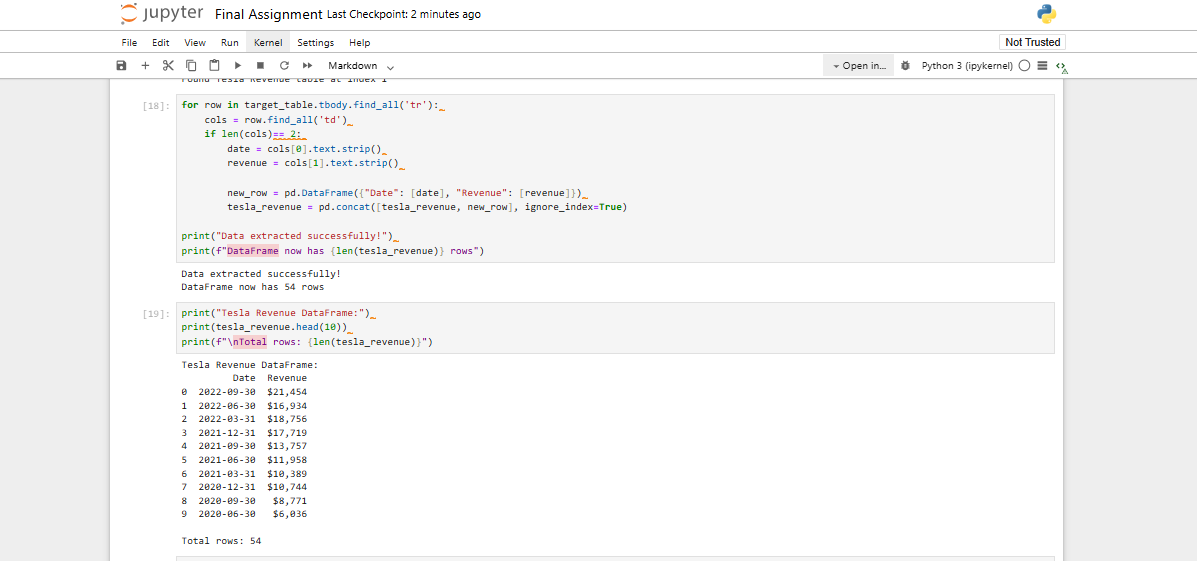 jupyter Final Assignment Last Checkpoint: 2 minutes ago
File Edit View Run Kernel Settings Help Not Trusted
Markdown Open in... Python 3 (ipykernel)
Found Tesla Revenue table at index 1
[18]: for row in target_table.tbody.find_all('tr'):
    cols = row.find_all('td')
    if len(cols)== 2:
        date = cols[0].text.strip()
        revenue = cols[1].text.strip()
        new_row = pd.DataFrame({"Date": [date], "Revenue": [revenue]})
        tesla_revenue = pd.concat([tesla_revenue, new_row], ignore_index=True)
print("Data extracted successfully!")
print(f"DataFrame now has {len(tesla_revenue)} rows")
Data extracted successfully!
DataFrame now has 54 rows
[19]: print("Tesla Revenue DataFrame:")
print(tesla_revenue.head(10))
print(f"\nTotal rows: {len(tesla_revenue)}")
Tesla Revenue DataFrame:
Date Revenue
0 2022-09-30 $21,454
1 2022-06-30 $16,934
2 2022-03-31 $18,756
3 2021-12-31 $17,719
4 2021-09-30 $13,757
5 2021-06-30 $11,958
6 2021-03-31 $10,389
7 2020-12-31 $10,744
8 2020-09-30 $8,771
9 2020-06-30 $6,036
Total rows: 54